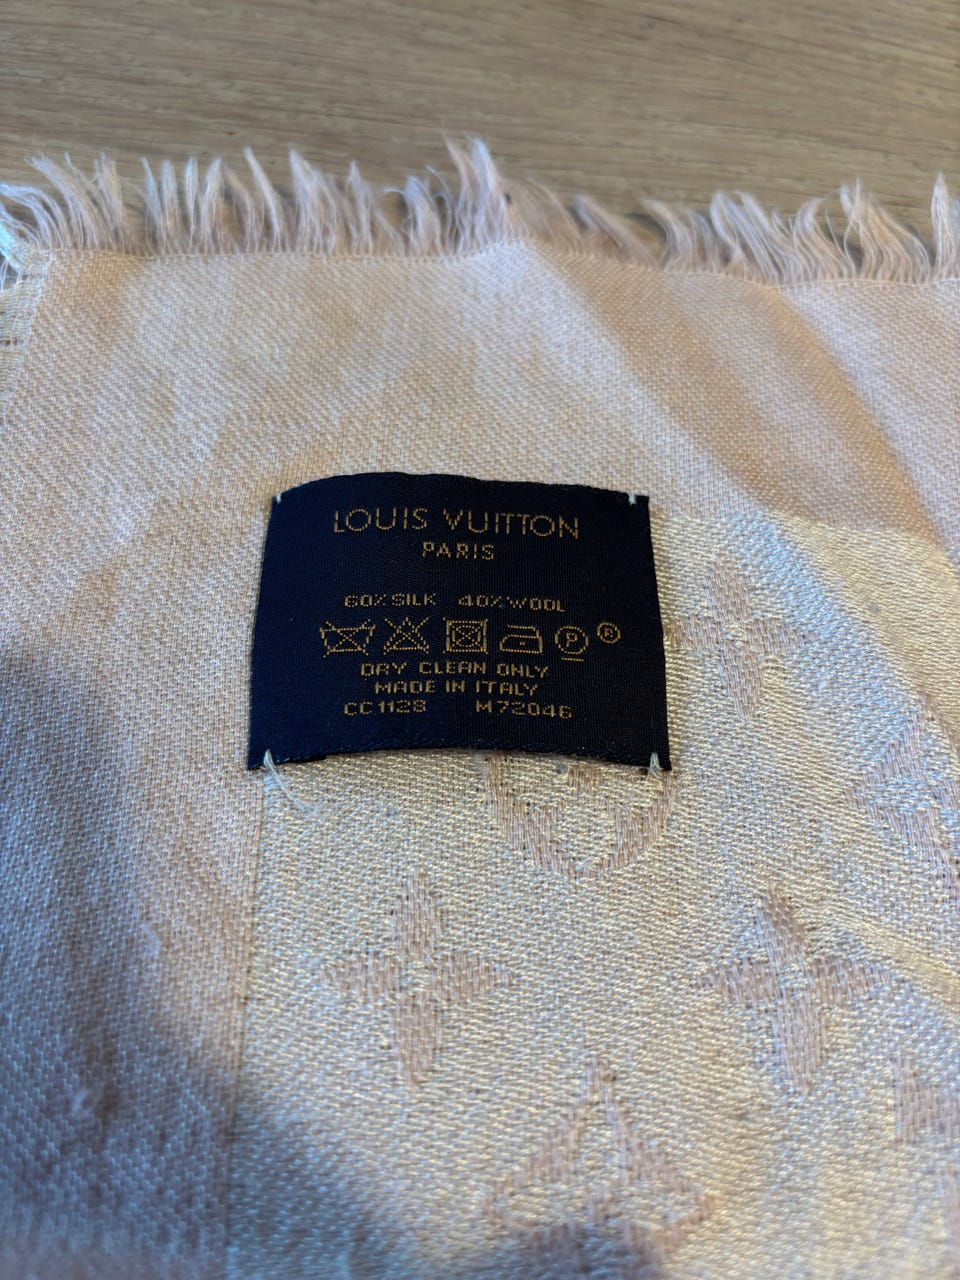 LOUIS VUITTON
PARIS
60% SILK 40% WOOL
P ®
DRY CLEAN ONLY
MADE IN ITALY
CC1128 M72046